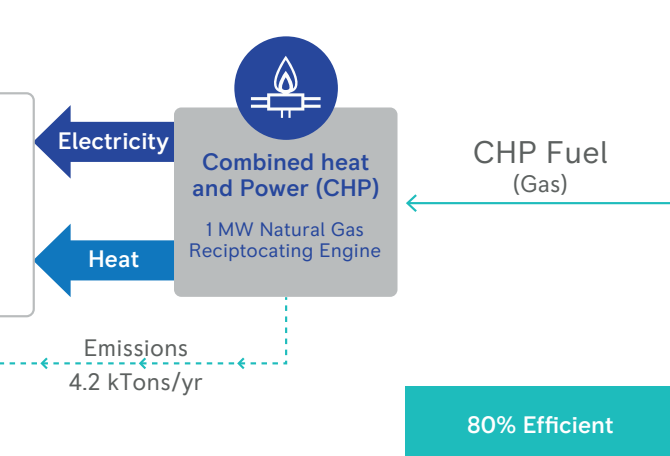 Electricity
Combined heat
and Power (CHP)
1 MW Natural Gas
Reciptocating Engine
Heat
CHP Fuel
(Gas)
Emissions
4.2 kTons/yr
80% Efficient